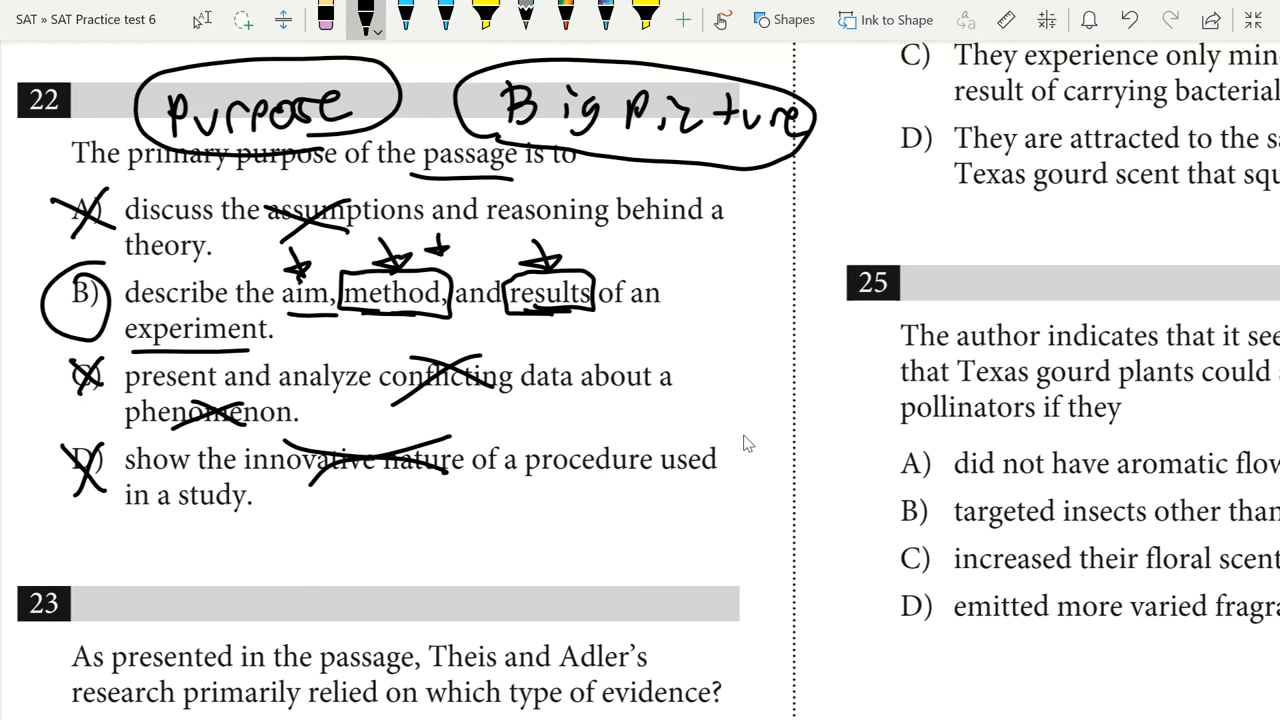 SAT » SAT Practice test 6
Shapes
Ink to Shape
22
Purpose
Big Picture
The primary purpose of the passage is to
A) discuss the assumptions and reasoning behind a
theory.
B) describe the aim, method, and results of an
experiment.
C) present and analyze conflicting data about a
phenomenon.
D) show the innovative nature of a procedure used
in a study.
23
As presented in the passage, Theis and Adler’s
research primarily relied on which type of evidence?
C) They experience only min
result of carrying bacterial
D) They are attracted to the sa
Texas gourd scent that squ
25
The author indicates that it see
that Texas gourd plants could a
pollinators if they
A) did not have aromatic flow
B) targeted insects other than
C) increased their floral scent
D) emitted more varied fragra